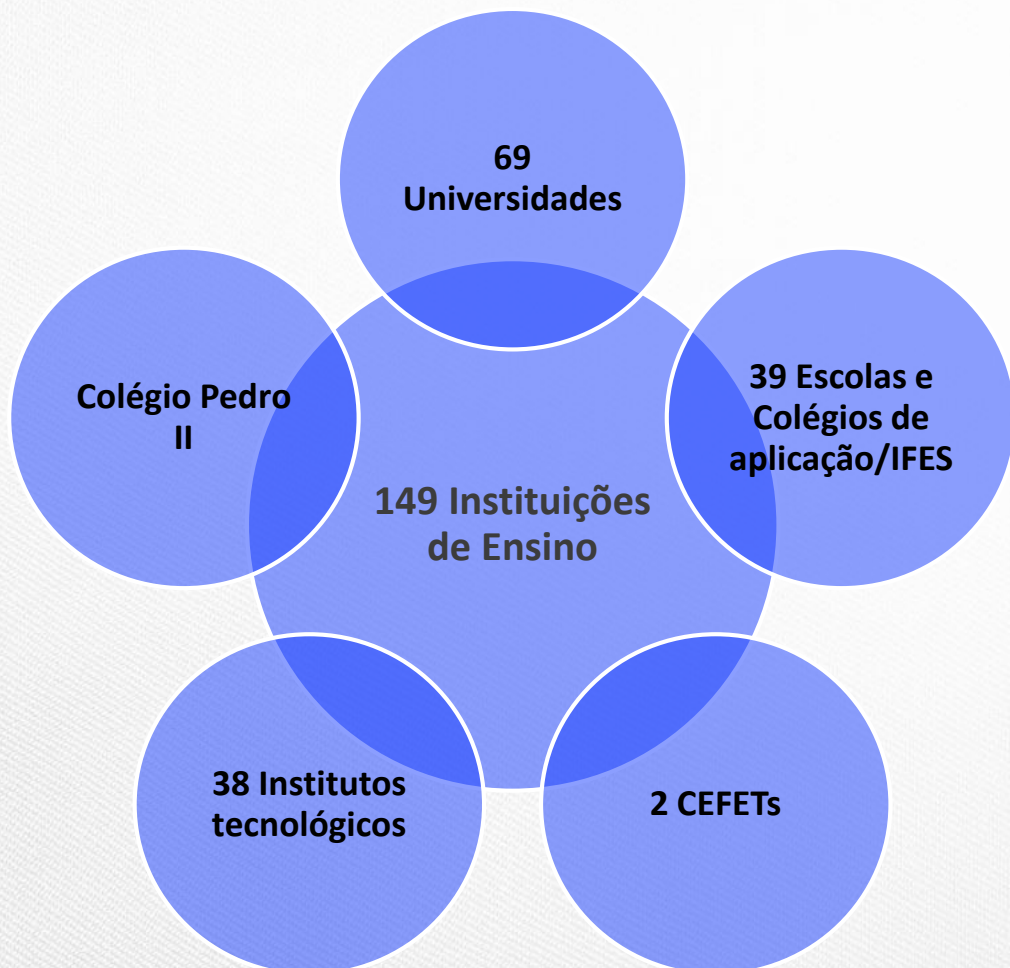 69
Universidades
39 Escolas e
Colégios de
aplicação/IFES
Colégio Pedro
II
149 Instituições
de Ensino
38 Institutos
tecnológicos
2 CEFETs